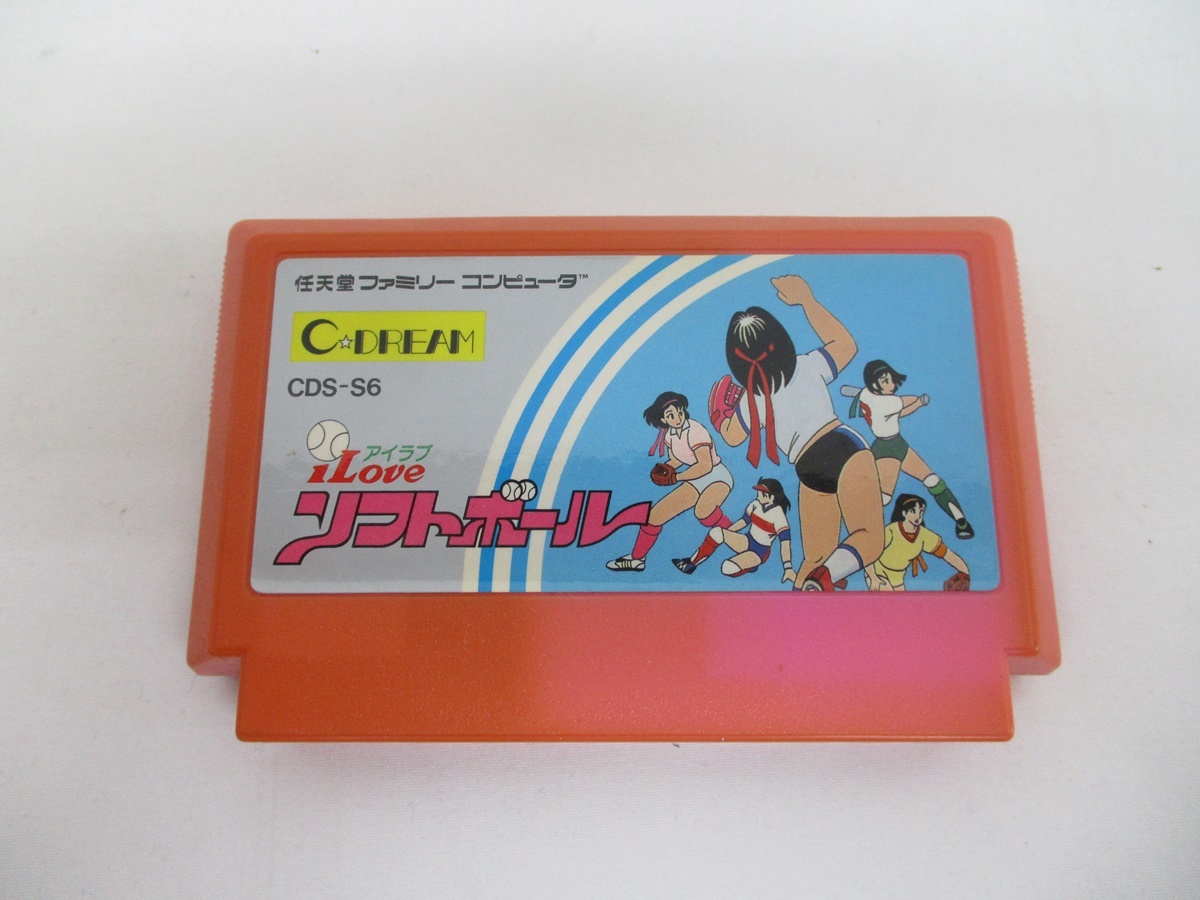 任天堂 ファミリー コンピュータ™
C☆DREAM
CDS-S6
アイラブ
iLove
ソフトボール